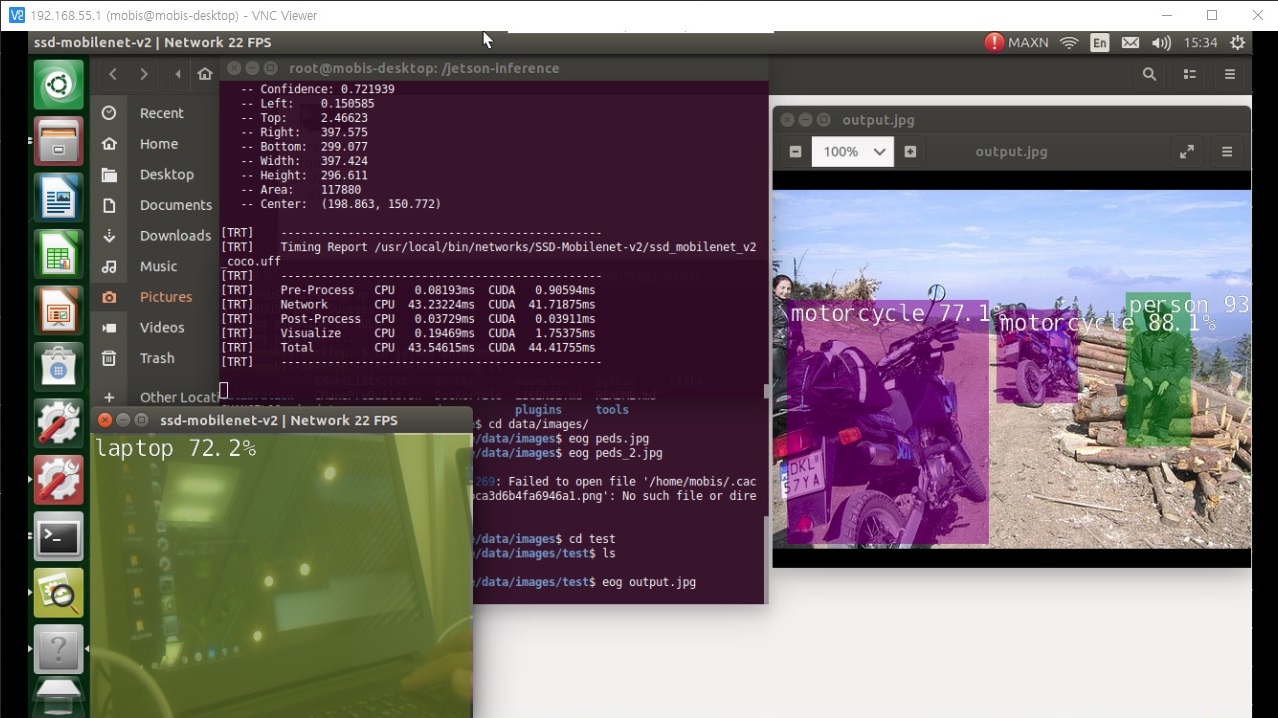 192.168.55.1 (mobis@mobis-desktop) - VNC Viewer
ssd-mobilenet-v2 | Network 22 FPS
MAXN
En
15:34
Recent
Home
Desktop
Documents
Downloads
Music
Pictures
Videos
Trash
Other Locati
root@mobis-desktop: /jetson-inference
-- Confidence: 0.721939
-- Left: 0.150585
-- Top: 2.46623
-- Right: 397.575
-- Bottom: 299.077
-- Width: 397.424
-- Height: 296.611
-- Area: 117880
-- Center: (198.863, 150.772)
[TRT] ------------------------------------------------
[TRT] Timing Report /usr/local/bin/networks/SSD-Mobilenet-v2/ssd_mobilenet_v2
_coco.uff
[TRT] ------------------------------------------------
[TRT] Pre-Process CPU 0.08193ms CUDA 0.90594ms
[TRT] Network CPU 43.23224ms CUDA 41.71875ms
[TRT] Post-Process CPU 0.03729ms CUDA 0.03911ms
[TRT] Visualize CPU 0.19469ms CUDA 1.75375ms
[TRT] Total CPU 43.54615ms CUDA 44.41755ms
[TRT] ------------------------------------------------
plugins tools
$ cd data/images/
/data/images$ eog peds.jpg
/data/images$ eog peds_2.jpg
269: Failed to open file '/home/mobis/.cac
ca3d6b4fa6946a1.png': No such file or dire
/data/images$ cd test
/data/images/test$ ls
/data/images/test$ eog output.jpg
ssd-mobilenet-v2 | Network 22 FPS
laptop 72.2%
output.jpg
100%
output.jpg
motorcycle 77.1
motorcycle 88.1%
person 93
DKL
57YA